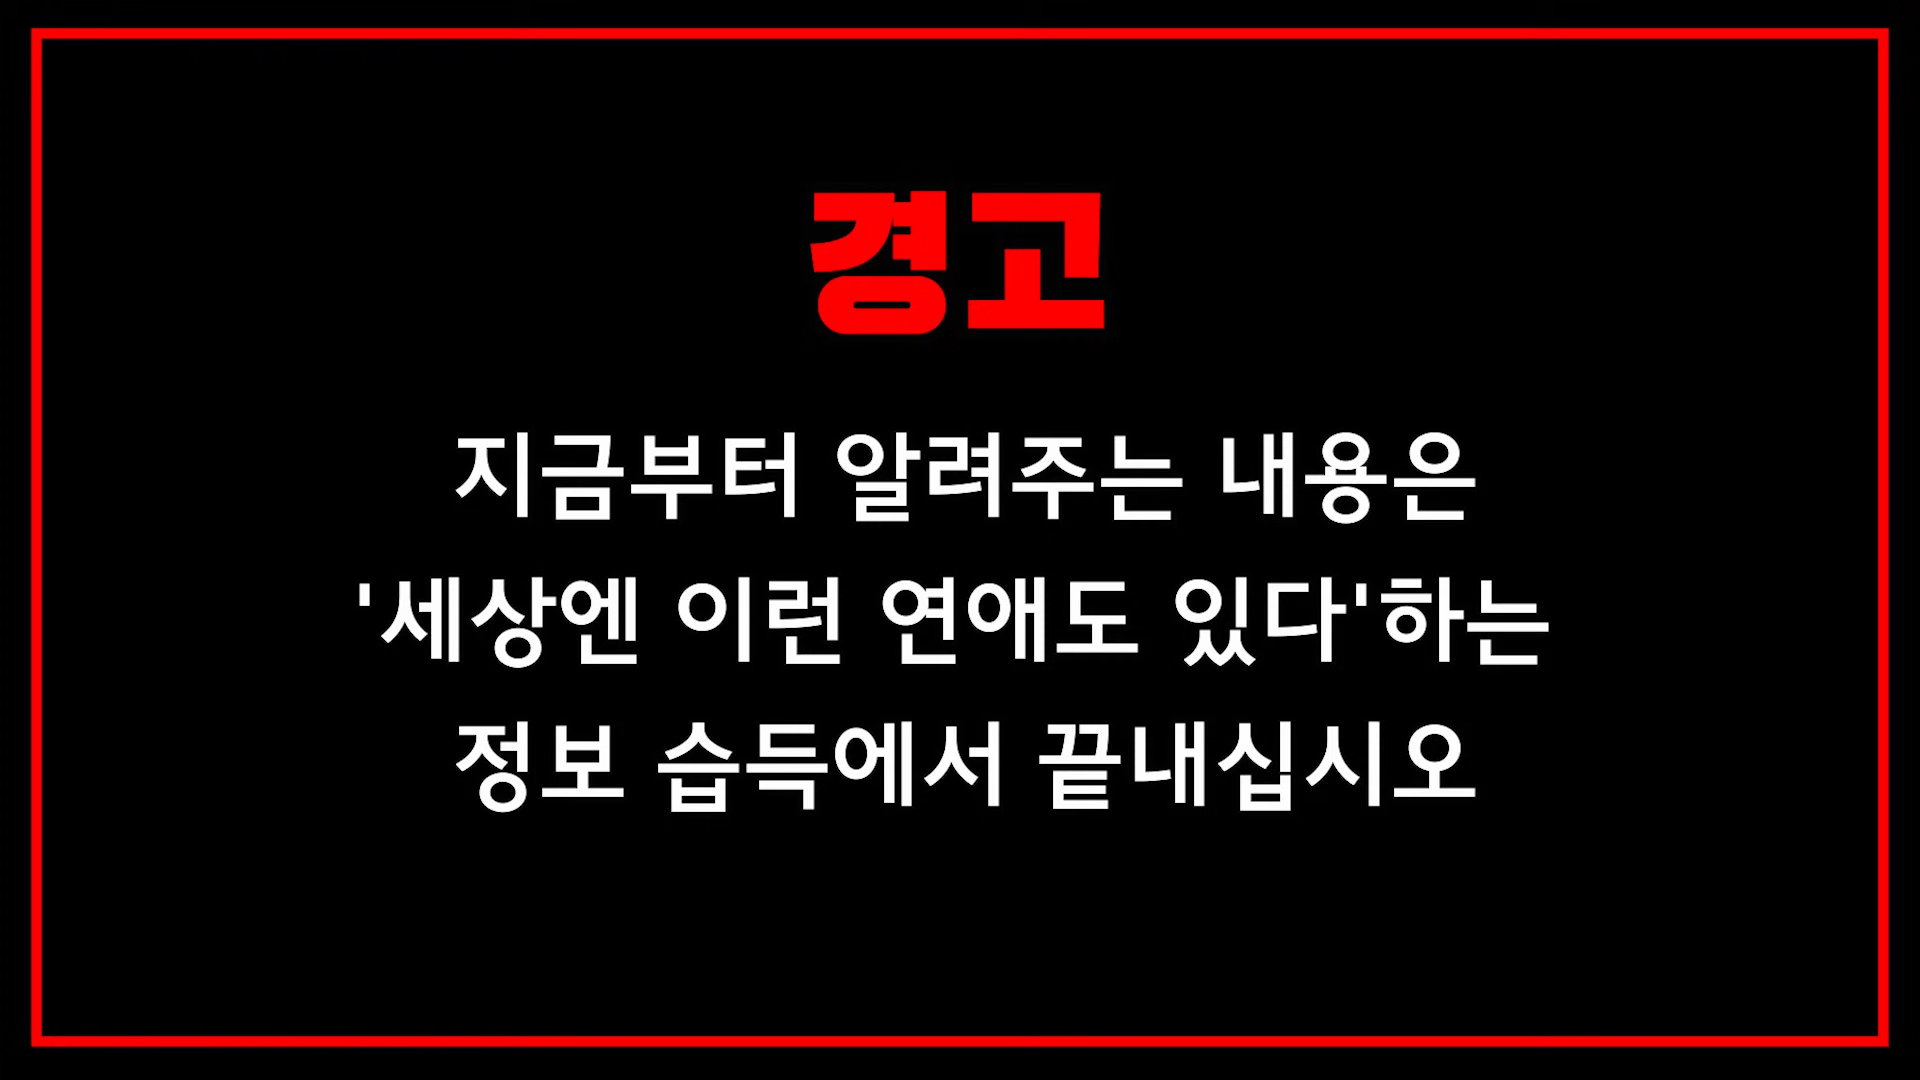 경고
지금부터 알려주는 내용은
'세상엔 이런 연애도 있다'하는
정보 습득에서 끝내십시오